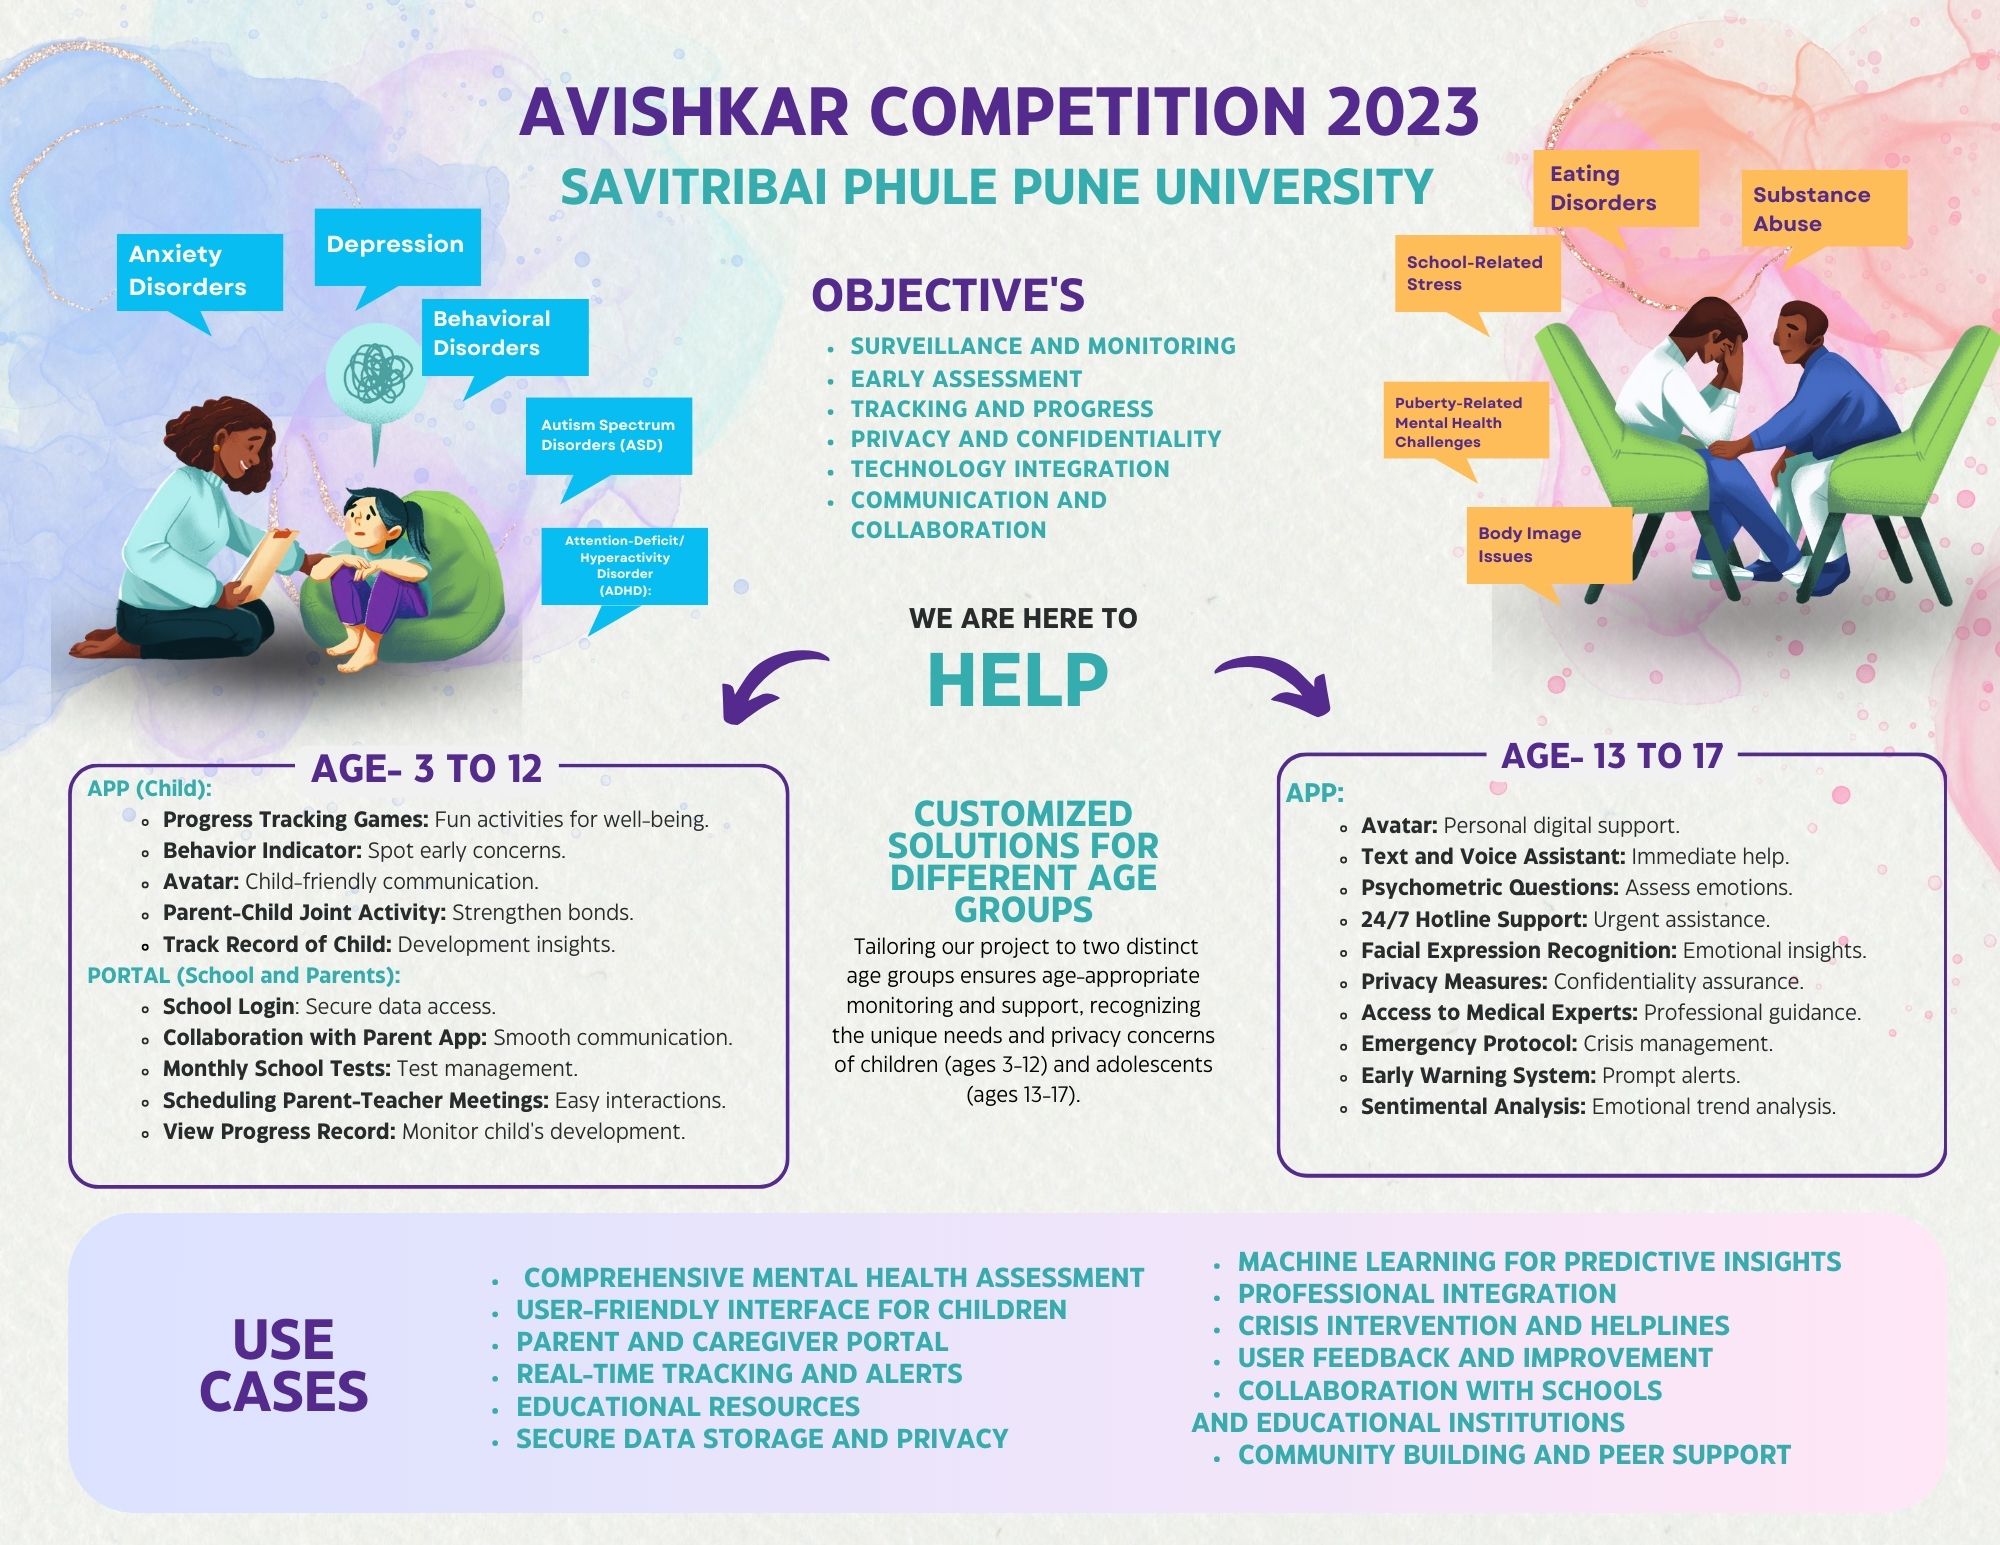 AVISHKAR COMPETITION 2023
SAVITRIBAI PHULE PUNE UNIVERSITY
Anxiety
Disorders
Depression
Behavioral
Disorders
Autism Spectrum
Disorders (ASD)
Attention-Deficit/
Hyperactivity
Disorder
(ADHD):
OBJECTIVE'S
• SURVEILLANCE AND MONITORING
• EARLY ASSESSMENT
• TRACKING AND PROGRESS
• PRIVACY AND CONFIDENTIALITY
• TECHNOLOGY INTEGRATION
• COMMUNICATION AND
COLLABORATION
Eating
Disorders
Substance
Abuse
School-Related
Stress
Puberty-Related
Mental Health
Challenges
Body Image
Issues
WE ARE HERE TO
HELP
AGE- 3 TO 12
APP (Child):
Progress Tracking Games: Fun activities for well-being.
Behavior Indicator: Spot early concerns.
Avatar: Child-friendly communication.
Parent-Child Joint Activity: Strengthen bonds.
Track Record of Child: Development insights.
PORTAL (School and Parents):
School Login: Secure data access.
Collaboration with Parent App: Smooth communication.
Monthly School Tests: Test management.
Scheduling Parent-Teacher Meetings: Easy interactions.
View Progress Record: Monitor child's development.
CUSTOMIZED
SOLUTIONS FOR
DIFFERENT AGE
GROUPS
Tailoring our project to two distinct
age groups ensures age-appropriate
monitoring and support, recognizing
the unique needs and privacy concerns
of children (ages 3-12) and adolescents
(ages 13-17).
AGE- 13 TO 17
APP:
Avatar: Personal digital support.
Text and Voice Assistant: Immediate help.
Psychometric Questions: Assess emotions.
24/7 Hotline Support: Urgent assistance.
Facial Expression Recognition: Emotional insights.
Privacy Measures: Confidentiality assurance.
Access to Medical Experts: Professional guidance.
Emergency Protocol: Crisis management.
Early Warning System: Prompt alerts.
Sentimental Analysis: Emotional trend analysis.
USE
CASES
• COMPREHENSIVE MENTAL HEALTH ASSESSMENT
• USER-FRIENDLY INTERFACE FOR CHILDREN
• PARENT AND CAREGIVER PORTAL
• REAL-TIME TRACKING AND ALERTS
• EDUCATIONAL RESOURCES
• SECURE DATA STORAGE AND PRIVACY
• MACHINE LEARNING FOR PREDICTIVE INSIGHTS
• PROFESSIONAL INTEGRATION
• CRISIS INTERVENTION AND HELPLINES
• USER FEEDBACK AND IMPROVEMENT
• COLLABORATION WITH SCHOOLS
AND EDUCATIONAL INSTITUTIONS
• COMMUNITY BUILDING AND PEER SUPPORT